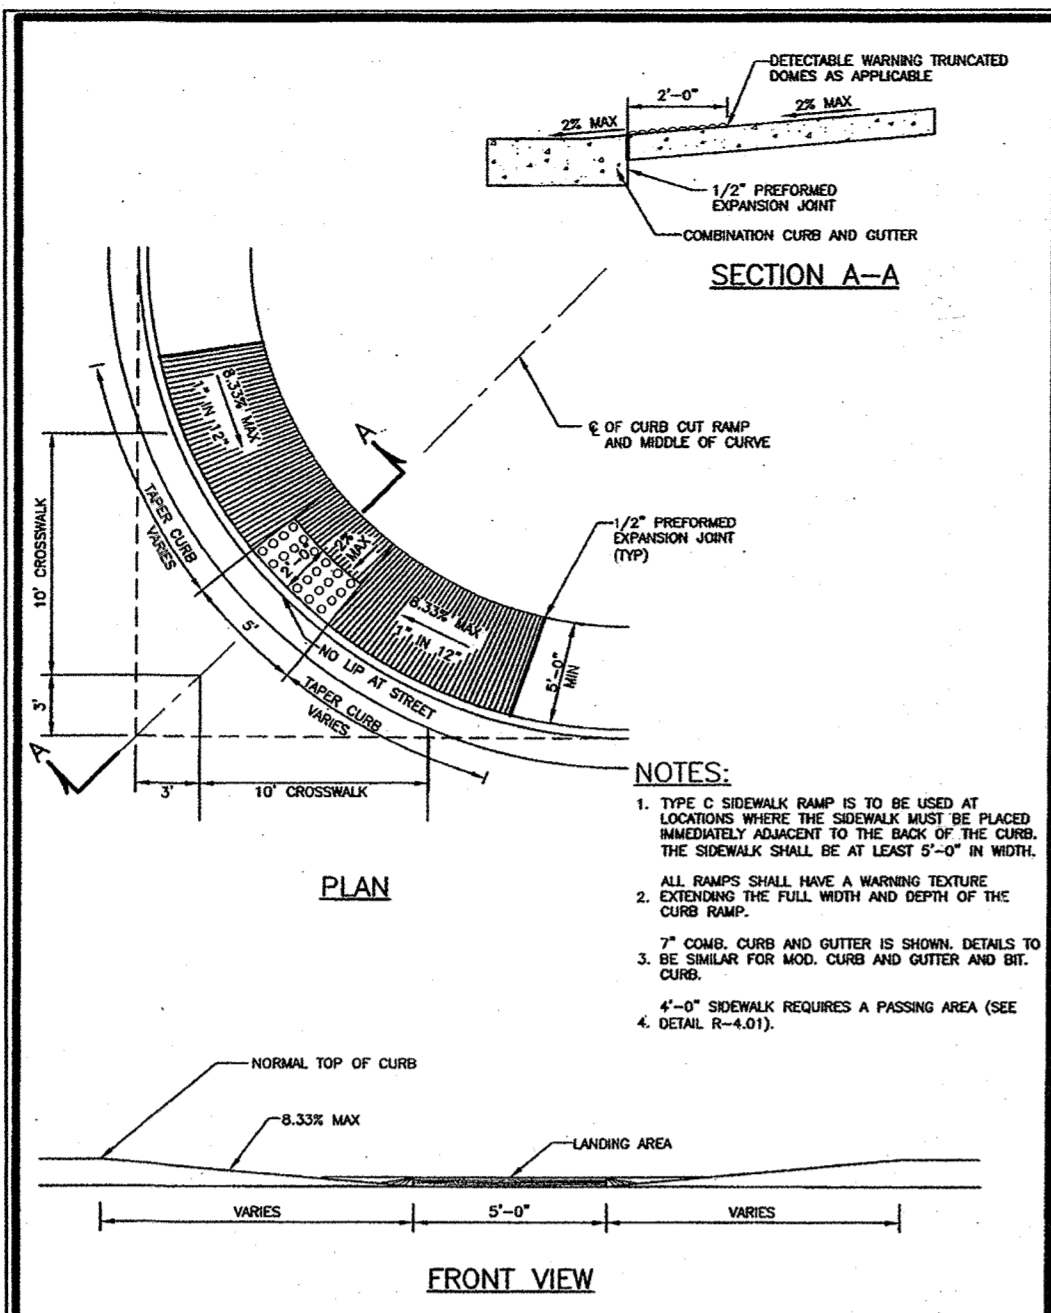 DETECTABLE WARNING TRUNCATED
DOMES AS APPLICABLE
2'-0"
2% MAX
2% MAX
1/2" PREFORMED
EXPANSION JOINT
COMBINATION CURB AND GUTTER
SECTION A-A
8.33% MAX
1" IN 12"
A
℄ OF CURB CUT RAMP
AND MIDDLE OF CURVE
1/2" PREFORMED
EXPANSION JOINT
(TYP)
10' CROSSWALK
TAPER CURB
VARIES
2'-0"
2%
MAX
8.33% MAX
1" IN 12"
5'
NO LIP AT STREET
5'-0"
MIN
TAPER CURB
VARIES
3'
A
3'
10' CROSSWALK
PLAN
NOTES:
1. TYPE C SIDEWALK RAMP IS TO BE USED AT
LOCATIONS WHERE THE SIDEWALK MUST BE PLACED
IMMEDIATELY ADJACENT TO THE BACK OF THE CURB.
THE SIDEWALK SHALL BE AT LEAST 5'-0" IN WIDTH.
ALL RAMPS SHALL HAVE A WARNING TEXTURE
2. EXTENDING THE FULL WIDTH AND DEPTH OF THE
CURB RAMP.
7" COMB. CURB AND GUTTER IS SHOWN. DETAILS TO
3. BE SIMILAR FOR MOD. CURB AND GUTTER AND BIT.
CURB.
4'-0" SIDEWALK REQUIRES A PASSING AREA (SEE
4. DETAIL R-4.01).
NORMAL TOP OF CURB
8.33% MAX
LANDING AREA
VARIES
5'-0"
VARIES
FRONT VIEW